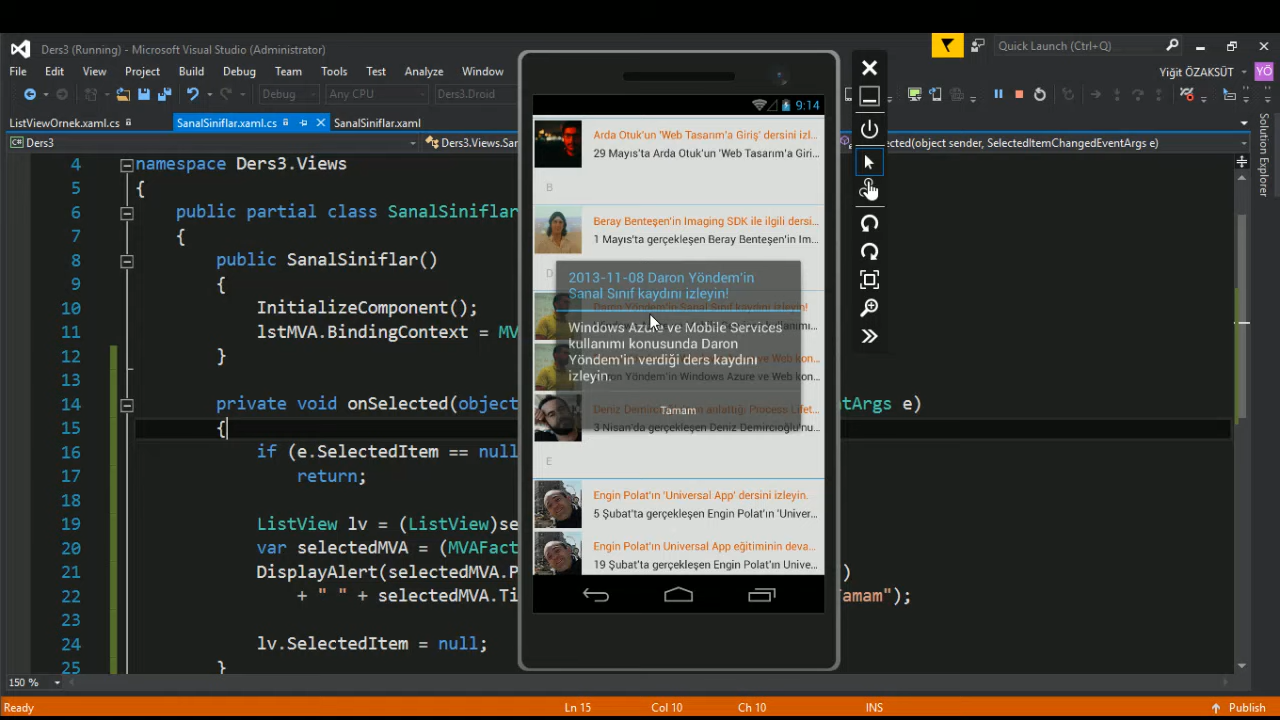 Ders3 (Running) - Microsoft Visual Studio (Administrator)
Quick Launch (Ctrl+Q)
File Edit View Project Build Debug Team Tools Test Analyze Window
Yiğit ÖZAKSÜT YÖ
Debug Any CPU Ders3.Droid
ListViewOrnek.xaml.cs SanalSiniflar.xaml.cs SanalSiniflar.xaml
Ders3 Ders3.Views.San
elected(object sender, SelectedItemChangedEventArgs e)
Solution Explorer
4 namespace Ders3.Views
5 {
6 public partial class SanalSiniflar
7 {
8 public SanalSiniflar()
9 {
10 InitializeComponent();
11 lstMVA.BindingContext = MV
12 }
13
14 private void onSelected(object ntArgs e)
15 {
16 if (e.SelectedItem == null
17 return;
18
19 ListView lv = (ListView)se
20 var selectedMVA = (MVAFact
21 DisplayAlert(selectedMVA.P )
22 + " " + selectedMVA.Ti amam");
23
24 lv.SelectedItem = null;
25 }
150 %
Ready Ln 15 Col 10 Ch 10 INS Publish
9:14
Arda Otuk'un 'Web Tasarım'a Giriş' dersini izl...
29 Mayıs'ta Arda Otuk'un 'Web Tasarım'a Giri...
B
Beray Benteşen'in Imaging SDK ile ilgili dersi...
1 Mayıs'ta gerçekleşen Beray Benteşen'in Im...
D
2013-11-08 Daron Yöndem'in
Sanal Sınıf kaydını izleyin!
Daron Yöndem'in Sanal Sınıf kaydını izleyin!
Windows Azure ve Mobile Services
kullanımı konusunda Daron
Yöndem'in verdiği ders kaydını
izleyin.
Tamam
3 Nisan'da gerçekleşen Deniz Demircioğlu'nu...
E
Engin Polat'ın 'Universal App' dersini izleyin.
5 Şubat'ta gerçekleşen Engin Polat'ın 'Univer...
Engin Polat'ın Universal App eğitiminin deva...
19 Şubat'ta gerçekleşen Engin Polat'ın Unive...